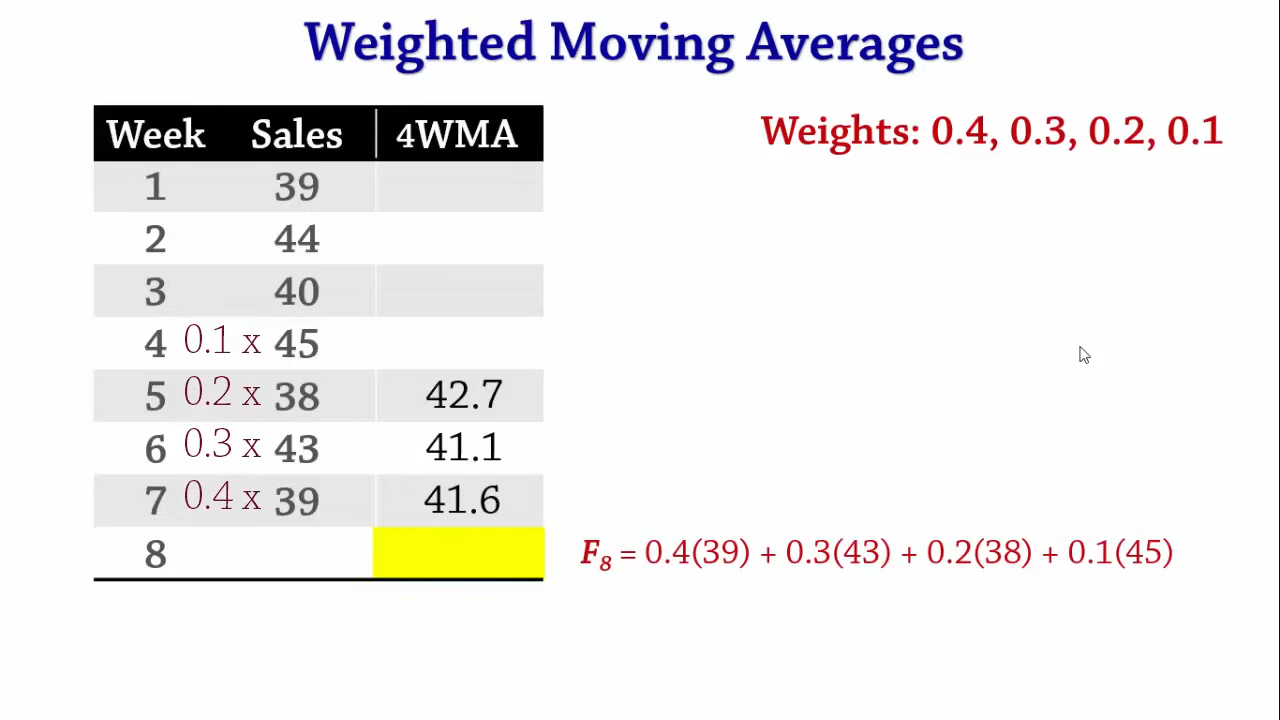 Weighted Moving Averages
Weights: 0.4, 0.3, 0.2, 0.1
Week Sales 4WMA
1 39
2 44
3 40
4 0.1 x 45
5 0.2 x 38 42.7
6 0.3 x 43 41.1
7 0.4 x 39 41.6
8
F8 = 0.4(39) + 0.3(43) + 0.2(38) + 0.1(45)